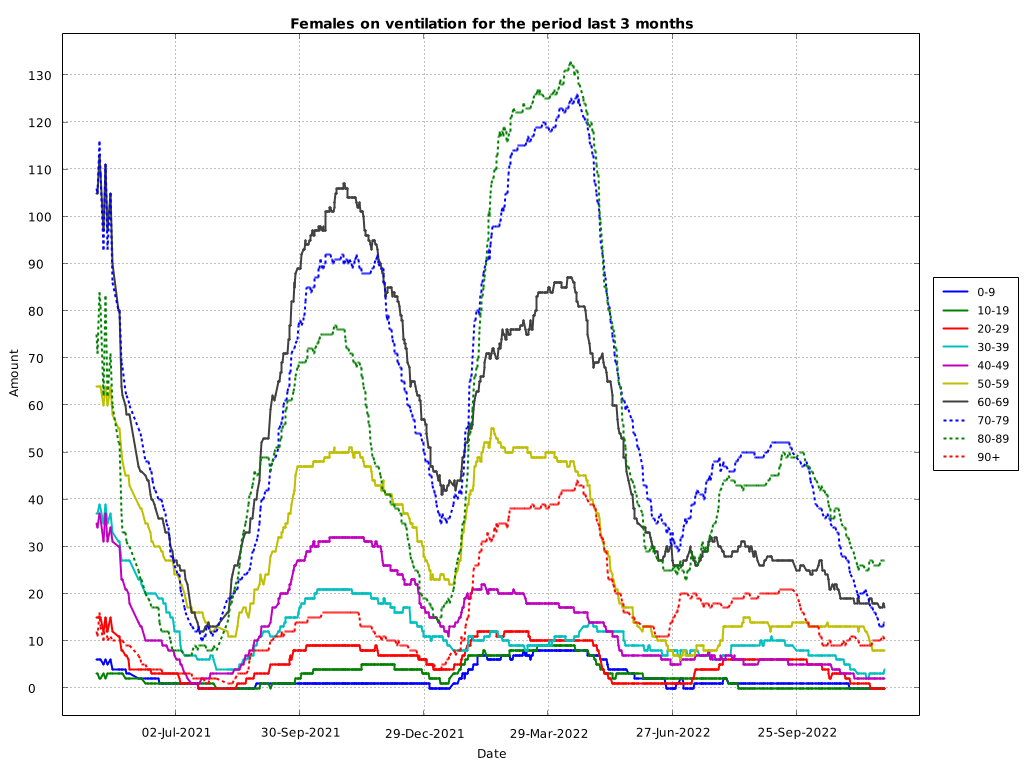 Females on ventilation for the period last 3 months
130
120
110
100
90
80
70
60
50
40
30
20
10
0
Amount
02-Jul-2021
30-Sep-2021
29-Dec-2021
29-Mar-2022
27-Jun-2022
25-Sep-2022
Date
0-9
10-19
20-29
30-39
40-49
50-59
60-69
70-79
80-89
90+